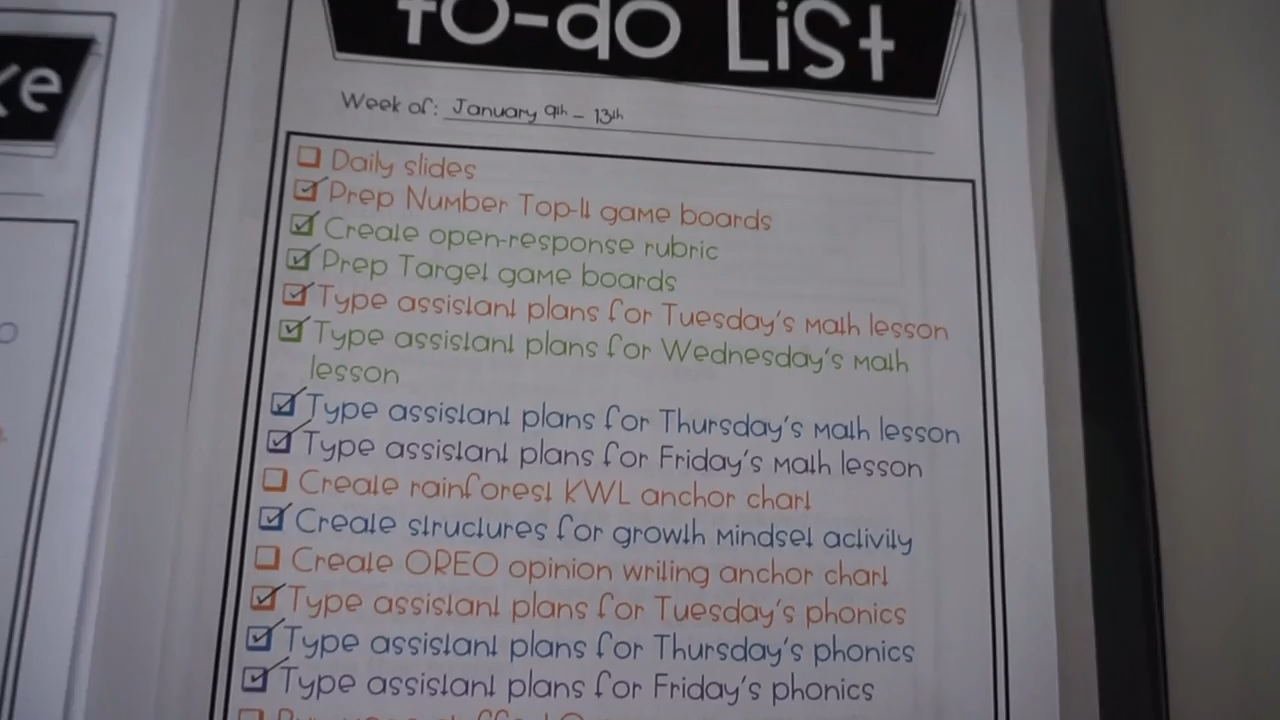 To-do List
ke
Week of: January 9th - 13th
Daily slides
Prep Number Top-It game boards
Create open-response rubric
Prep Target game boards
Type assistant plans for Tuesday's math lesson
Type assistant plans for Wednesday's math
lesson
Type assistant plans for Thursday's math lesson
Type assistant plans for Friday's math lesson
Create rainforest KWL anchor chart
Create structures for growth mindset activity
Create OREO opinion writing anchor chart
Type assistant plans for Tuesday's phonics
Type assistant plans for Thursday's phonics
Type assistant plans for Friday's phonics